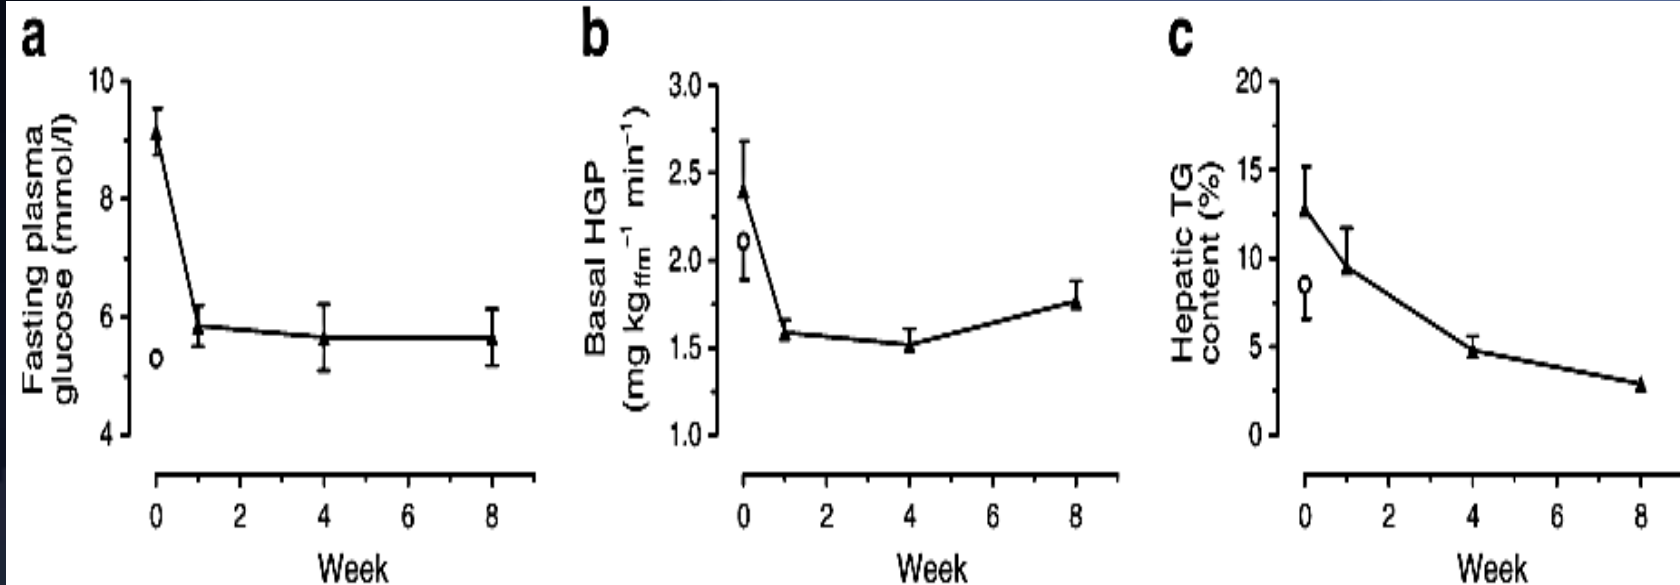 a
Fasting plasma
glucose (mmol/l)
10
8
6
4
0 2 4 6 8
Week
b
Basal HGP
(mg kgffm⁻¹ min⁻¹)
3.0
2.5
2.0
1.5
1.0
0 2 4 6 8
Week
c
Hepatic TG
content (%)
20
15
10
5
0
0 2 4 6 8
Week